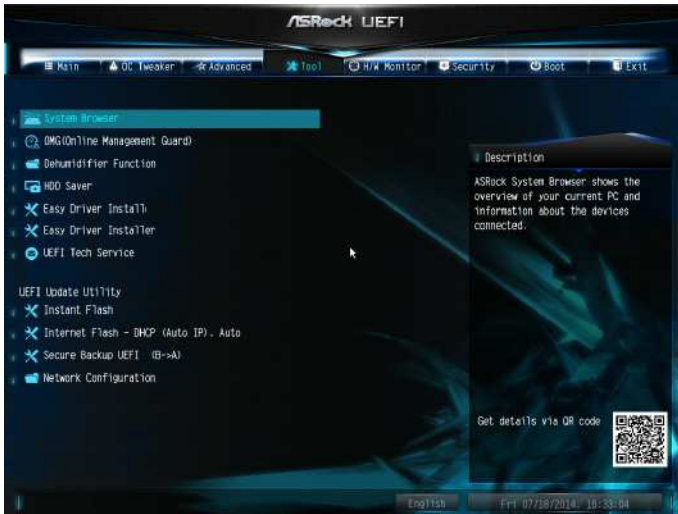 ASRock UEFI
Main OC Tweaker Advanced Tool H/W Monitor Security Boot Exit
System Browser
OMG(Online Management Guard)
Dehumidifier Function
HDD Saver
Easy Driver Install
Easy Driver Installer
UEFI Tech Service
UEFI Update Utility
Instant Flash
Internet Flash - DHCP (Auto IP). Auto
Secure Backup UEFI (B->A)
Network Configuration
Description
ASRock System Browser shows the
overview of your current PC and
information about the devices
connected.
Get details via QR code
English
Fri 07/18/2014, 16:33:04